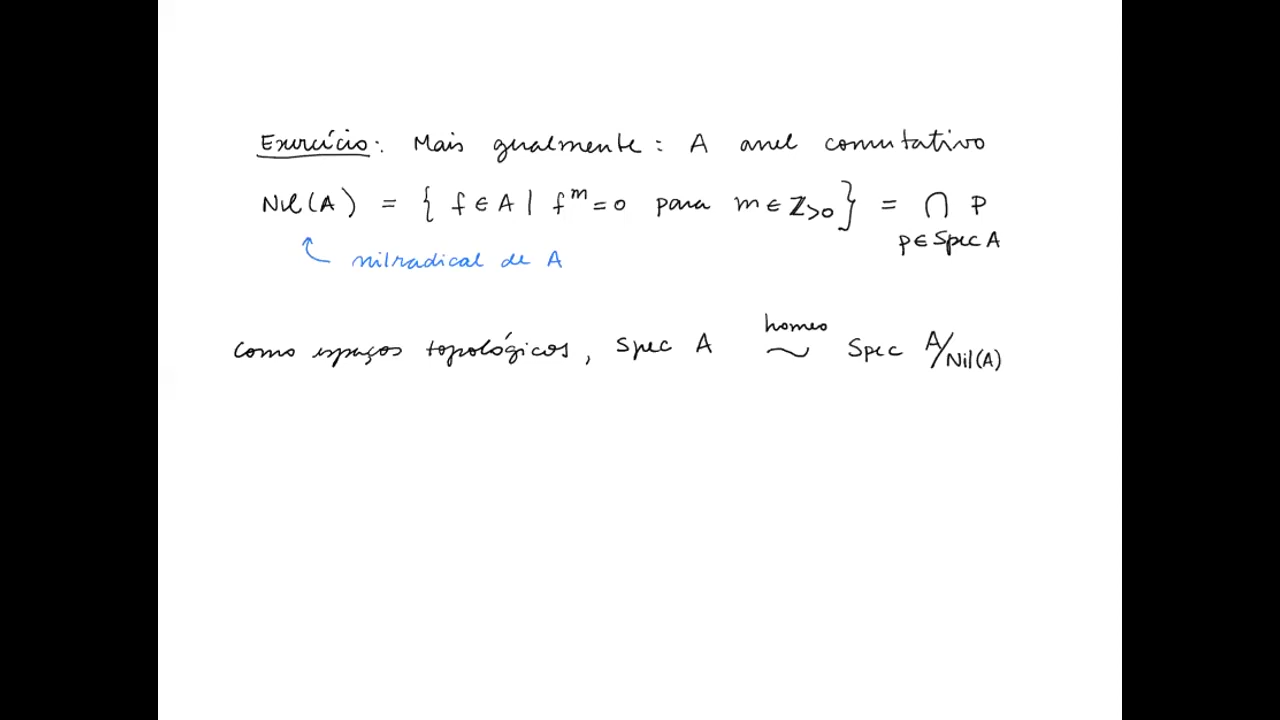 Exercício: Mais geralmente: A anel comutativo
Nil(A) = { f ∈ A | f^m = 0 para m ∈ ℤ>0 } = ∩ P
P ∈ Spec A
nilradical de A
homeo
Como espaços topológicos, Spec A ~ Spec A/Nil(A)